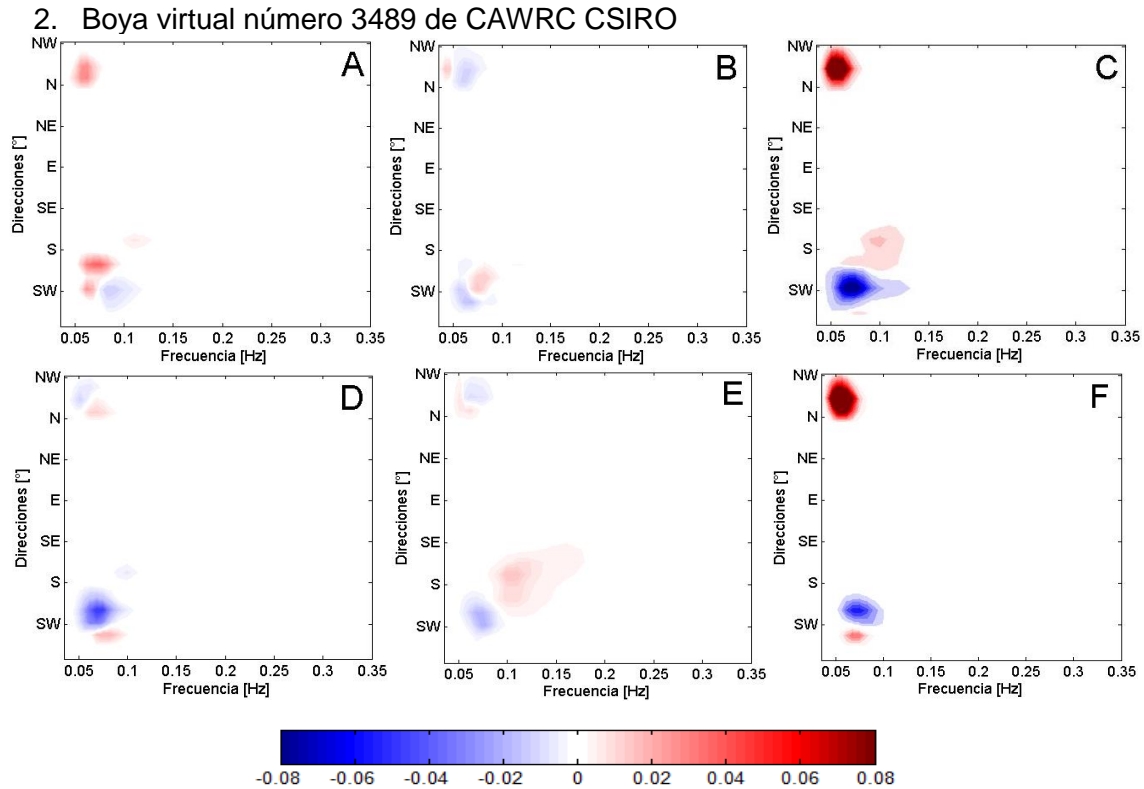 2. Boya virtual número 3489 de CAWRC CSIRO
A
NW
N
NE
E
SE
S
SW
Direcciones [°]
0.05 0.1 0.15 0.2 0.25 0.3 0.35
Frecuencia [Hz]
B
NW
N
NE
E
SE
S
SW
Direcciones [°]
0.05 0.1 0.15 0.2 0.25 0.3 0.35
Frecuencia [Hz]
C
NW
N
NE
E
SE
S
SW
Direcciones [°]
0.05 0.1 0.15 0.2 0.25 0.3 0.35
Frecuencia [Hz]
D
NW
N
NE
E
SE
S
SW
Direcciones [°]
0.05 0.1 0.15 0.2 0.25 0.3 0.35
Frecuencia [Hz]
E
NW
N
NE
E
SE
S
SW
Direcciones [°]
0.05 0.1 0.15 0.2 0.25 0.3 0.35
Frecuencia [Hz]
F
NW
N
NE
E
SE
S
SW
Direcciones [°]
0.05 0.1 0.15 0.2 0.25 0.3 0.35
Frecuencia [Hz]
-0.08 -0.06 -0.04 -0.02 0 0.02 0.04 0.06 0.08